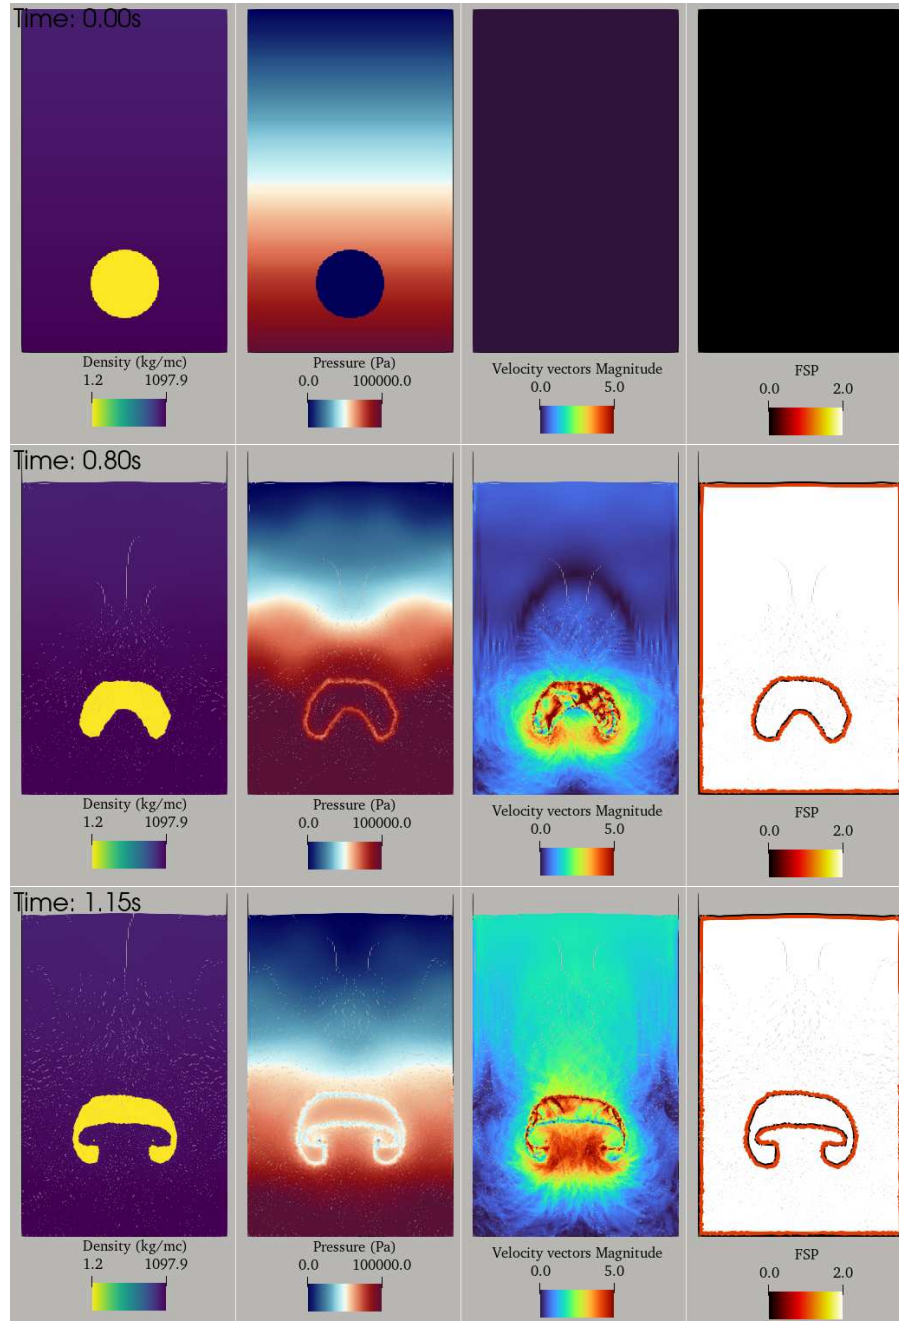 Time: 0.00s
Density (kg/mc)
1.2 1097.9
Pressure (Pa)
0.0 100000.0
Velocity vectors Magnitude
0.0 5.0
FSP
0.0 2.0
Time: 0.80s
Density (kg/mc)
1.2 1097.9
Pressure (Pa)
0.0 100000.0
Velocity vectors Magnitude
0.0 5.0
FSP
0.0 2.0
Time: 1.15s
Density (kg/mc)
1.2 1097.9
Pressure (Pa)
0.0 100000.0
Velocity vectors Magnitude
0.0 5.0
FSP
0.0 2.0